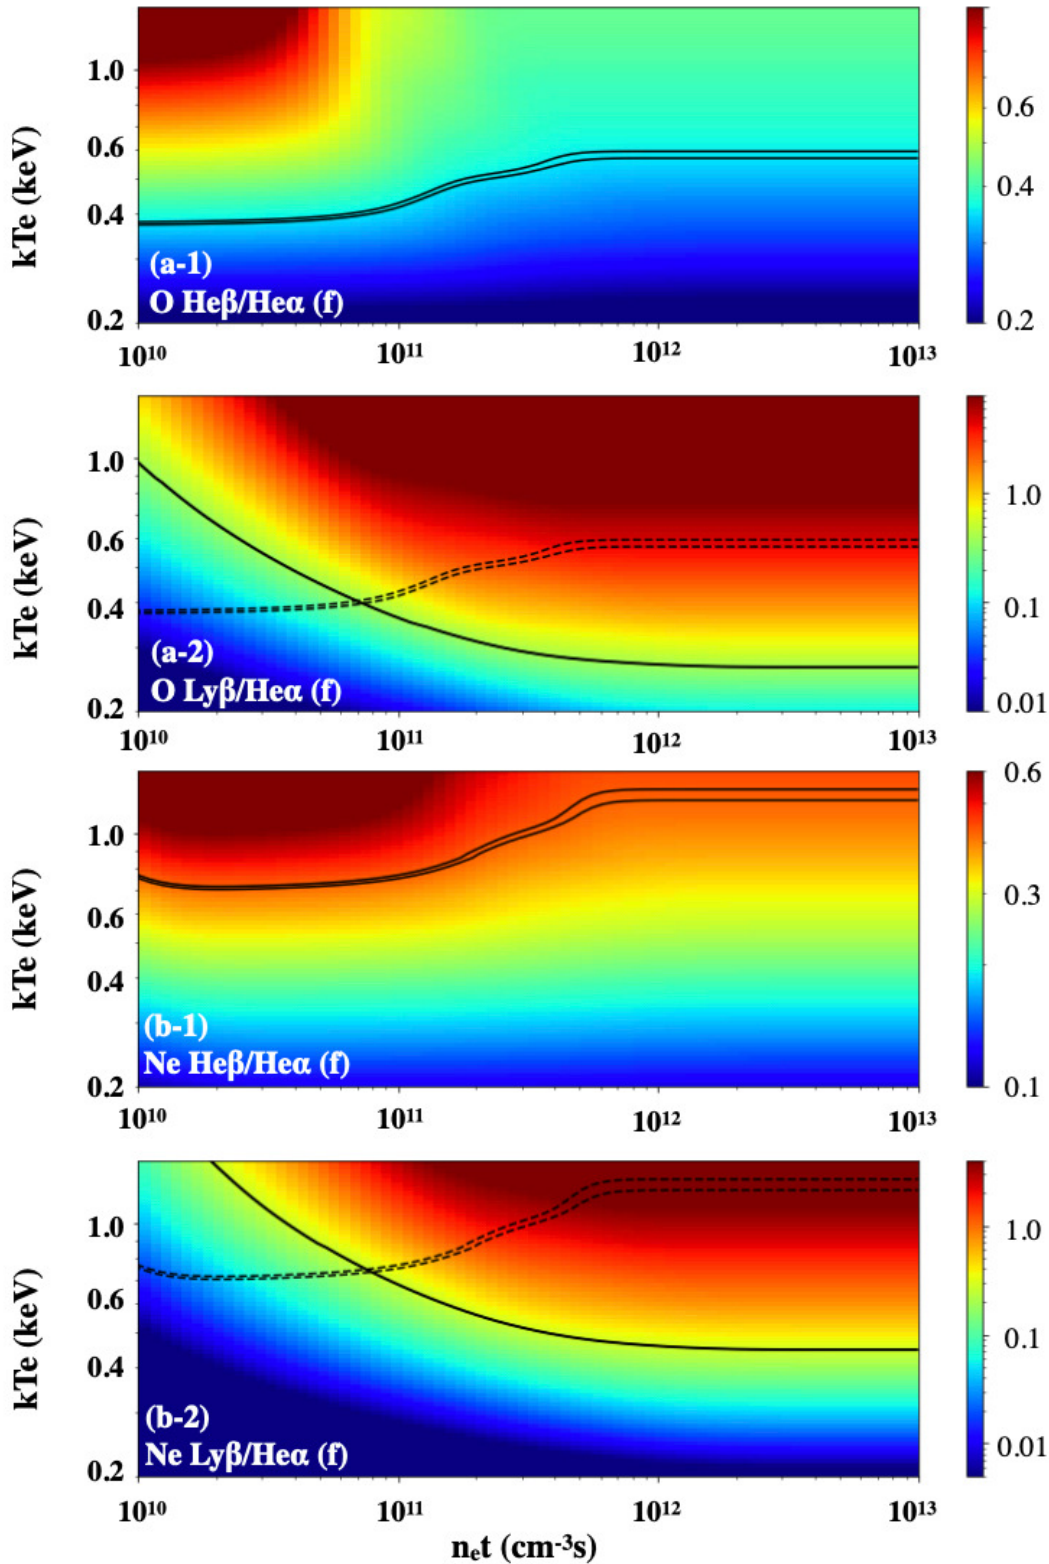 1.0
0.6
0.4
0.2
kTe (keV)
(a-1)
O Heβ/Heα (f)
10¹⁰ 10¹¹ 10¹² 10¹³
0.6
0.4
0.2
1.0
0.6
0.4
0.2
kTe (keV)
(a-2)
O Lyβ/Heα (f)
10¹⁰ 10¹¹ 10¹² 10¹³
1.0
0.1
0.01
1.0
0.6
0.4
0.2
kTe (keV)
(b-1)
Ne Heβ/Heα (f)
10¹⁰ 10¹¹ 10¹² 10¹³
0.6
0.3
0.1
1.0
0.6
0.4
0.2
kTe (keV)
(b-2)
Ne Lyβ/Heα (f)
10¹⁰ 10¹¹ 10¹² 10¹³
1.0
0.1
0.01
nₑt (cm⁻³s)